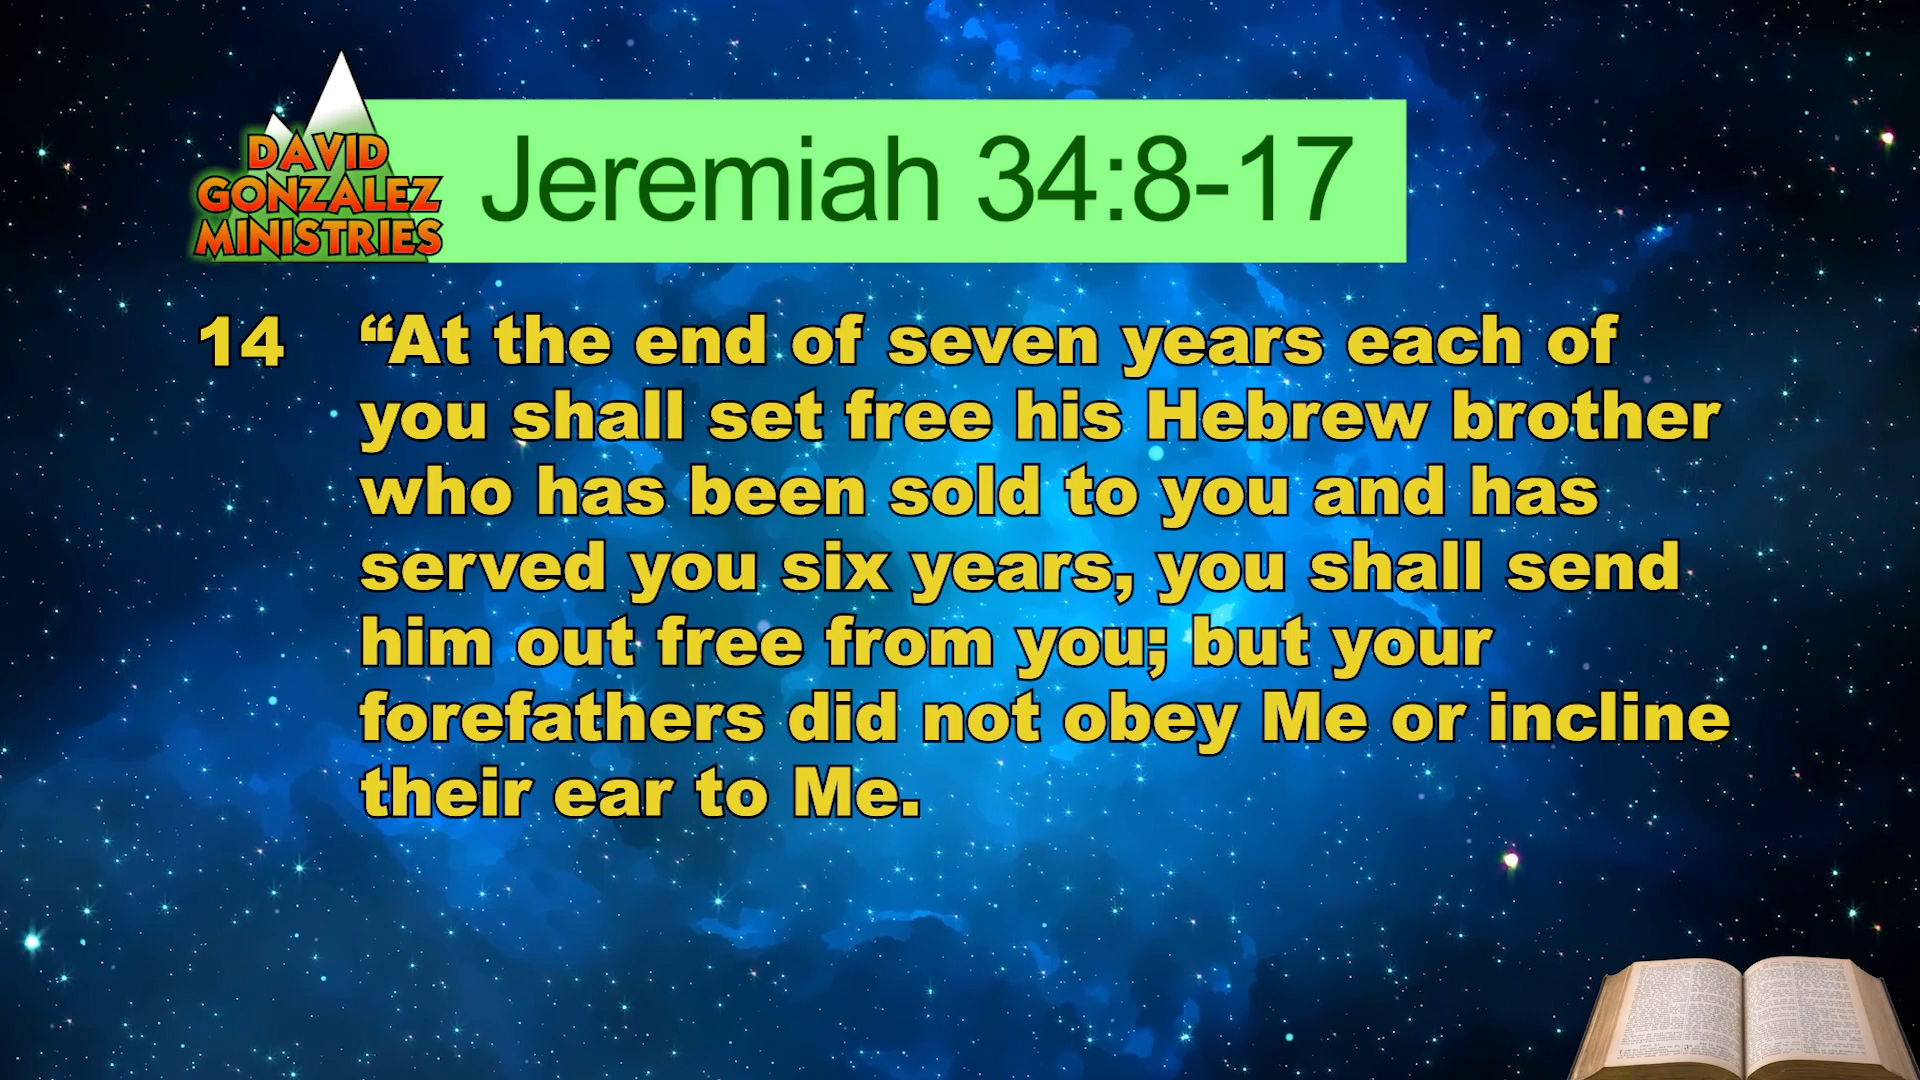 DAVID
GONZALEZ
MINISTRIES
Jeremiah 34:8-17
14 “At the end of seven years each of
you shall set free his Hebrew brother
who has been sold to you and has
served you six years, you shall send
him out free from you; but your
forefathers did not obey Me or incline
their ear to Me.